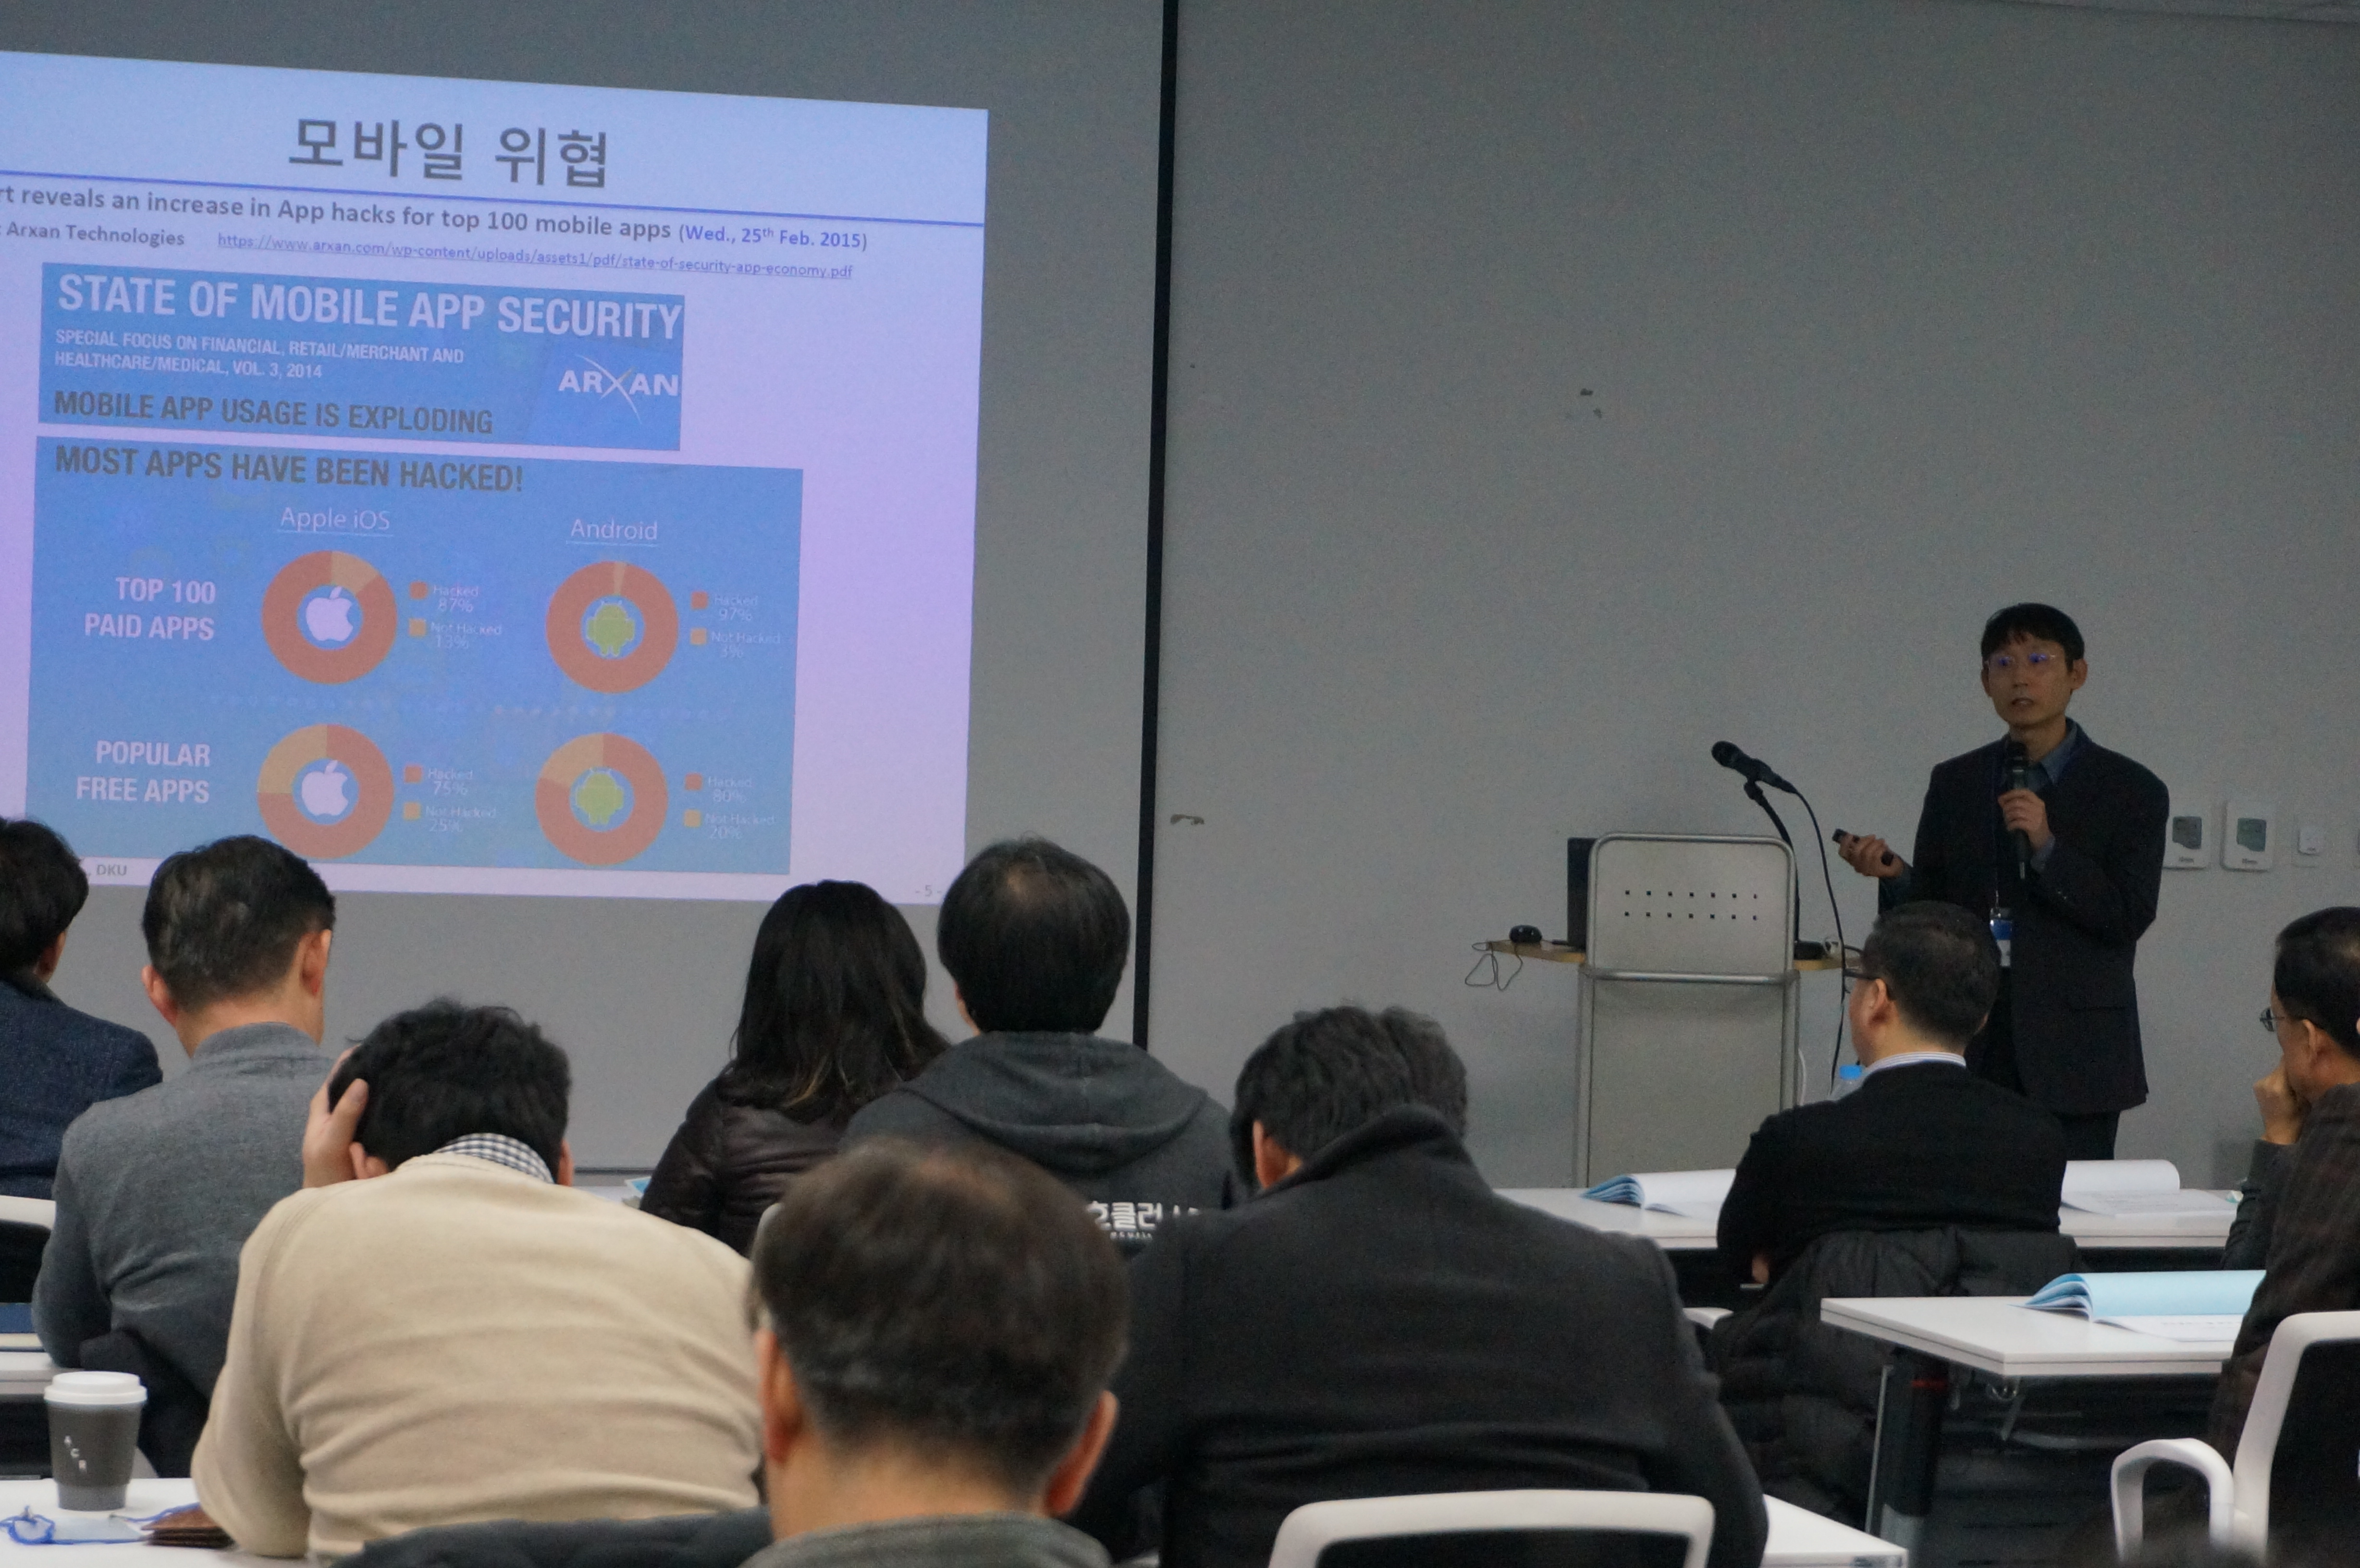 모바일 위협
reveals an increase in App hacks for top 100 mobile apps (Wed., 25th Feb. 2015)
Arxan Technologies https://www.arxan.com/wp-content/uploads/assets1/pdf/state-of-security-app-economy.pdf
STATE OF MOBILE APP SECURITY
SPECIAL FOCUS ON FINANCIAL, RETAIL/MERCHANT AND
HEALTHCARE/MEDICAL, VOL. 3, 2014
ARXAN
MOBILE APP USAGE IS EXPLODING
MOST APPS HAVE BEEN HACKED!
Apple iOS
Android
TOP 100
PAID APPS
Hacked
87%
Not Hacked
13%
Hacked
97%
Not Hacked
3%
POPULAR
FREE APPS
Hacked
75%
Not Hacked
25%
Hacked
80%
Not Hacked
20%
DKU
- 5 -